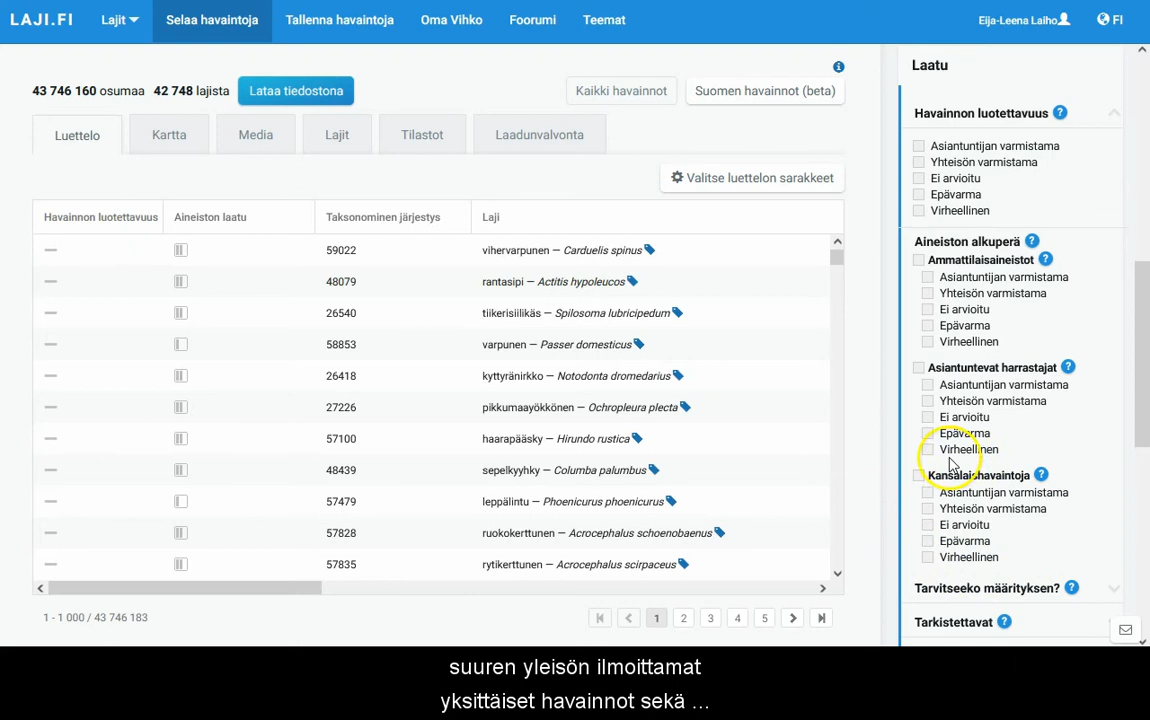 LAJI.FI Lajit Selaa havaintoja Tallenna havaintoja Oma Vihko Foorumi Teemat Eija-Leena Laiho FI
43 746 160 osumaa 42 748 lajista Lataa tiedostona Kaikki havainnot Suomen havainnot (beta)
Luettelo Kartta Media Lajit Tilastot Laadunvalvonta
Valitse luettelon sarakkeet
Havainnon luotettavuus Aineiston laatu Taksonominen järjestys Laji
59022 vihervarpunen — Carduelis spinus
48079 rantasipi — Actitis hypoleucos
26540 tiikerisiilikäs — Spilosoma lubricipedum
58853 varpunen — Passer domesticus
26418 kyttyränirkko — Notodonta dromedarius
27226 pikkumaayökkönen — Ochropleura plecta
57100 haarapääsky — Hirundo rustica
48439 sepelkyyhky — Columba palumbus
57479 leppälintu — Phoenicurus phoenicurus
57828 ruokokerttunen — Acrocephalus schoenobaenus
57835 rytikerttunen — Acrocephalus scirpaceus
1 - 1 000 / 43 746 183 1 2 3 4 5
Laatu
Havainnon luotettavuus ?
Asiantuntijan varmistama
Yhteisön varmistama
Ei arvioitu
Epävarma
Virheellinen
Aineiston alkuperä ?
Ammattilaisaineistot ?
Asiantuntijan varmistama
Yhteisön varmistama
Ei arvioitu
Epävarma
Virheellinen
Asiantuntevat harrastajat ?
Asiantuntijan varmistama
Yhteisön varmistama
Ei arvioitu
Epävarma
Virheellinen
Kansalaishavaintoja ?
Asiantuntijan varmistama
Yhteisön varmistama
Ei arvioitu
Epävarma
Virheellinen
Tarvitseeko määrityksen? ?
Tarkistettavat ?
suuren yleisön ilmoittamat
yksittäiset havainnot sekä ...